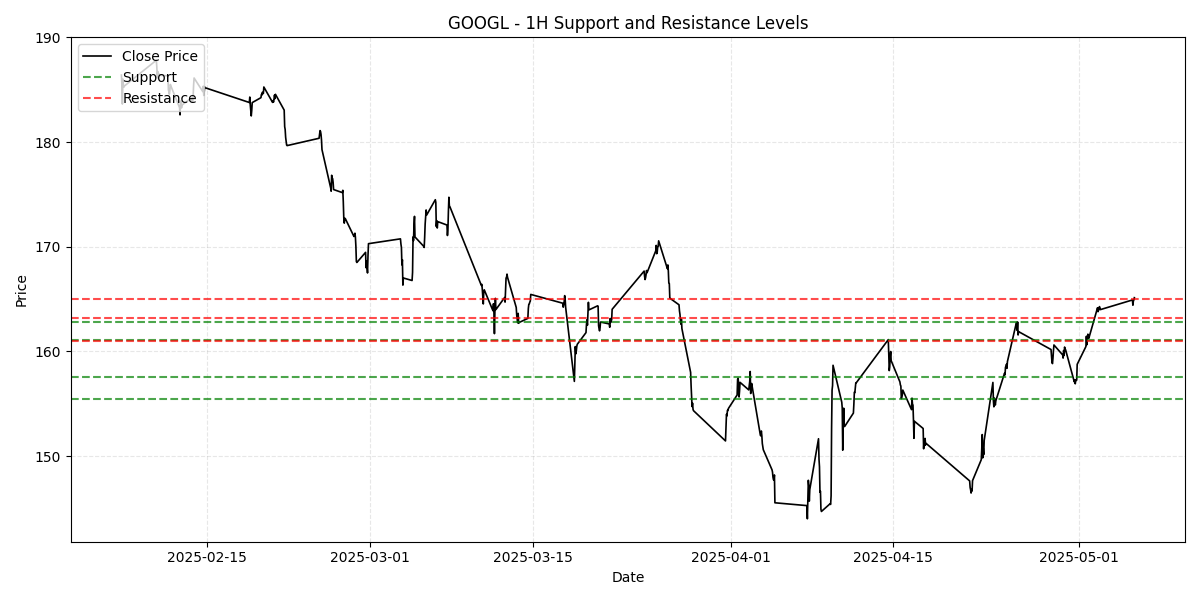 GOOGL - 1H Support and Resistance Levels
190
180
170
160
150
Price
Close Price
Support
Resistance
2025-02-15
2025-03-01
2025-03-15
2025-04-01
2025-04-15
2025-05-01
Date